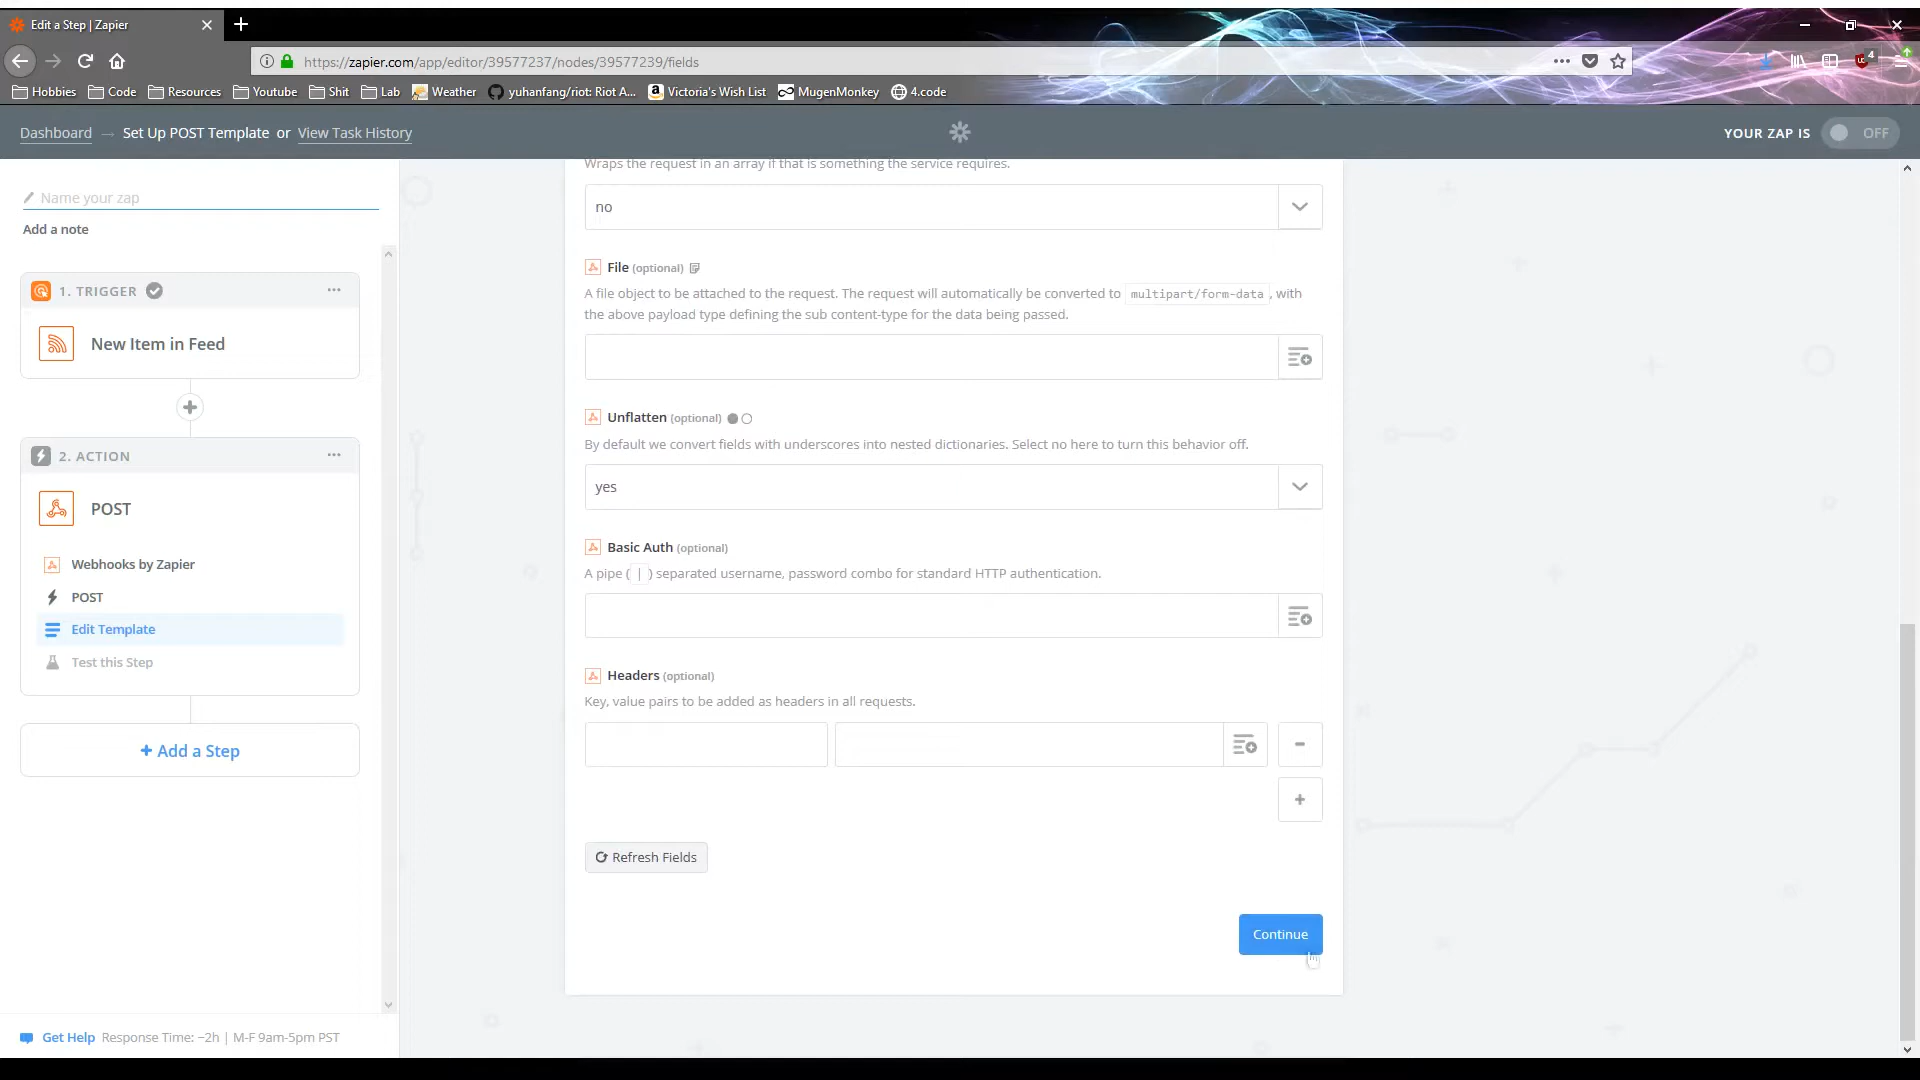 Edit a Step | Zapier
https://zapier.com/app/editor/39577237/nodes/39577239/fields
4
Hobbies Code Resources Youtube Shit Lab Weather yuhanfang/riot: Riot A... Victoria's Wish List MugenMonkey 4.code
Dashboard → Set Up POST Template or View Task History
YOUR ZAP IS OFF
Name your zap
Add a note
1. TRIGGER
New Item in Feed
2. ACTION
POST
Webhooks by Zapier
POST
Edit Template
Test this Step
+ Add a Step
Get Help Response Time: ~2h | M-F 9am-5pm PST
Wraps the request in an array if that is something the service requires.
no
File (optional)
A file object to be attached to the request. The request will automatically be converted to multipart/form-data, with
the above payload type defining the sub content-type for the data being passed.
Unflatten (optional)
By default we convert fields with underscores into nested dictionaries. Select no here to turn this behavior off.
yes
Basic Auth (optional)
A pipe ( | ) separated username, password combo for standard HTTP authentication.
Headers (optional)
Key, value pairs to be added as headers in all requests.
Refresh Fields
Continue